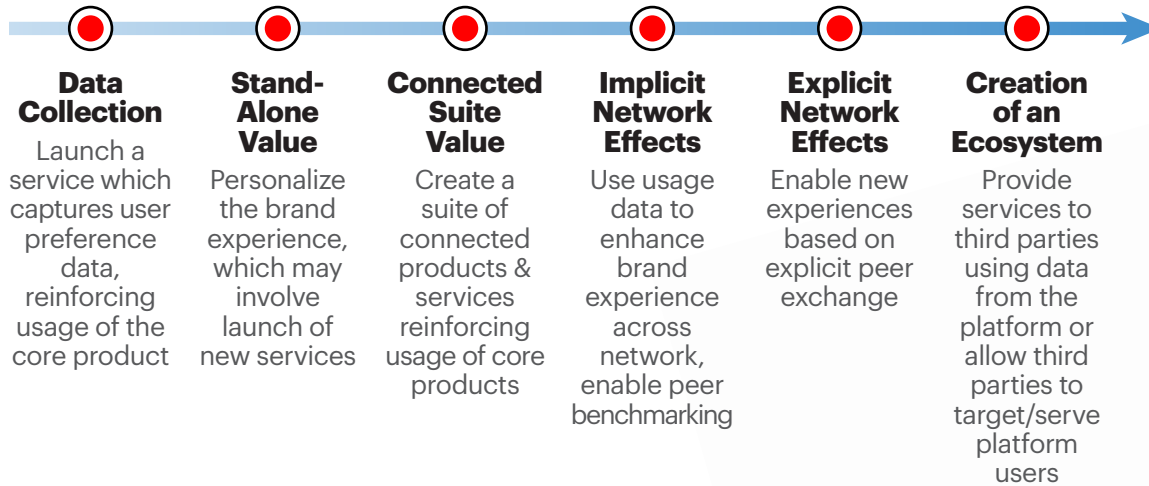 Data
Collection
Launch a
service which
captures user
preference
data,
reinforcing
usage of the
core product
Stand-
Alone
Value
Personalize
the brand
experience,
which may
involve
launch of
new services
Connected
Suite
Value
Create a
suite of
connected
products &
services
reinforcing
usage of core
products
Implicit
Network
Effects
Use usage
data to
enhance
brand
experience
across
network,
enable peer
benchmarking
Explicit
Network
Effects
Enable new
experiences
based on
explicit peer
exchange
Creation
of an
Ecosystem
Provide
services to
third parties
using data
from the
platform or
allow third
parties to
target/serve
platform
users